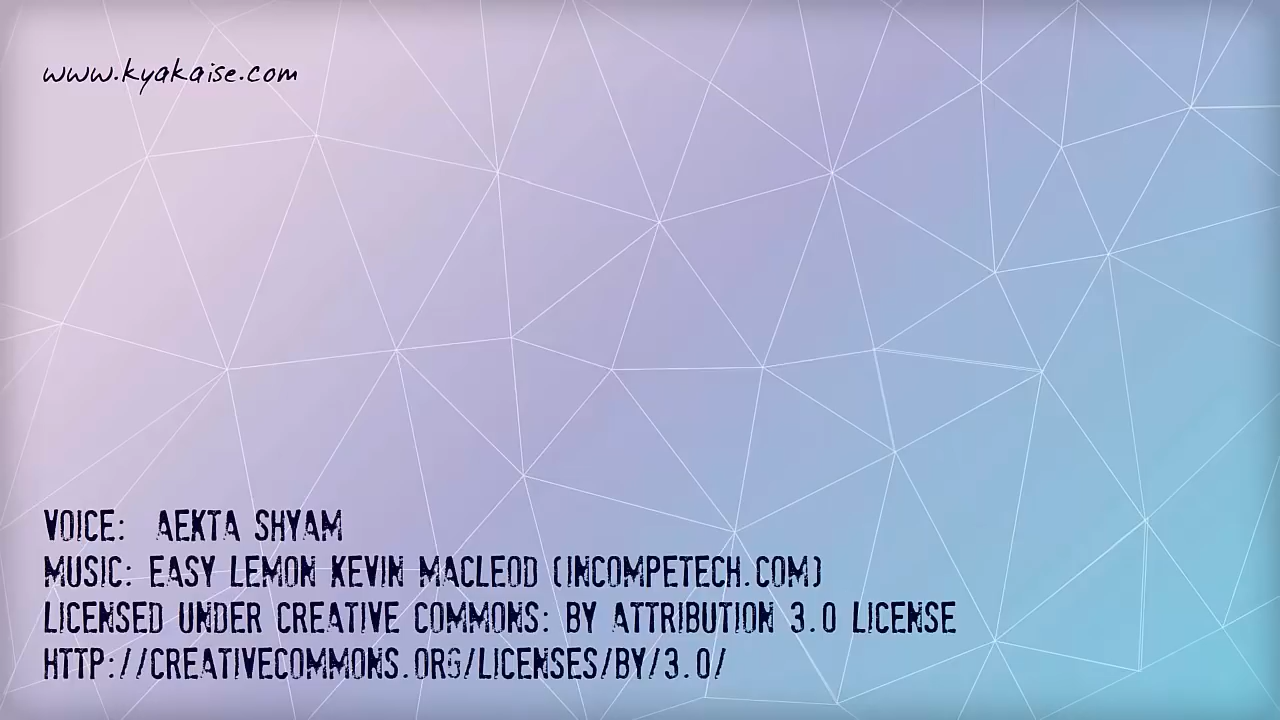 www.kyakaise.com
VOICE: AEKTA SHYAM
MUSIC: EASY LEMON KEVIN MACLEOD (INCOMPETECH.COM)
LICENSED UNDER CREATIVE COMMONS: BY ATTRIBUTION 3.0 LICENSE
HTTP://CREATIVECOMMONS.ORG/LICENSES/BY/3.0/